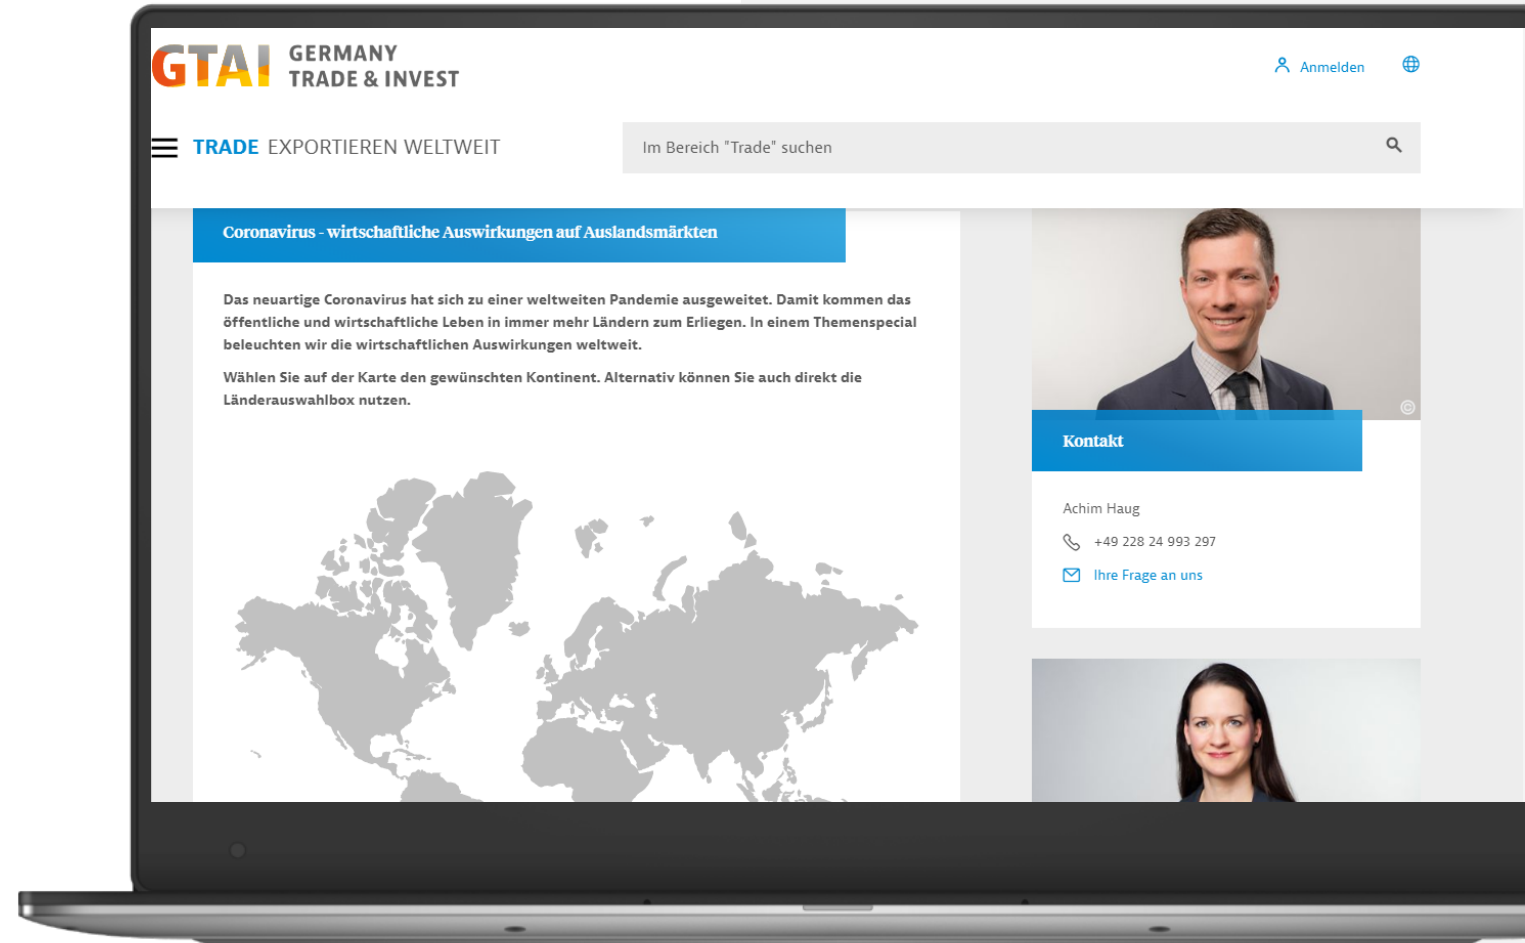 GTAI GERMANY
TRADE & INVEST
Anmelden
TRADE EXPORTIEREN WELTWEIT
Im Bereich "Trade" suchen
Coronavirus - wirtschaftliche Auswirkungen auf Auslandsmärkten
Das neuartige Coronavirus hat sich zu einer weltweiten Pandemie ausgeweitet. Damit kommen das
öffentliche und wirtschaftliche Leben in immer mehr Ländern zum Erliegen. In einem Themenspecial
beleuchten wir die wirtschaftlichen Auswirkungen weltweit.
Wählen Sie auf der Karte den gewünschten Kontinent. Alternativ können Sie auch direkt die
Länderauswahlbox nutzen.
©
Kontakt
Achim Haug
+49 228 24 993 297
Ihre Frage an uns